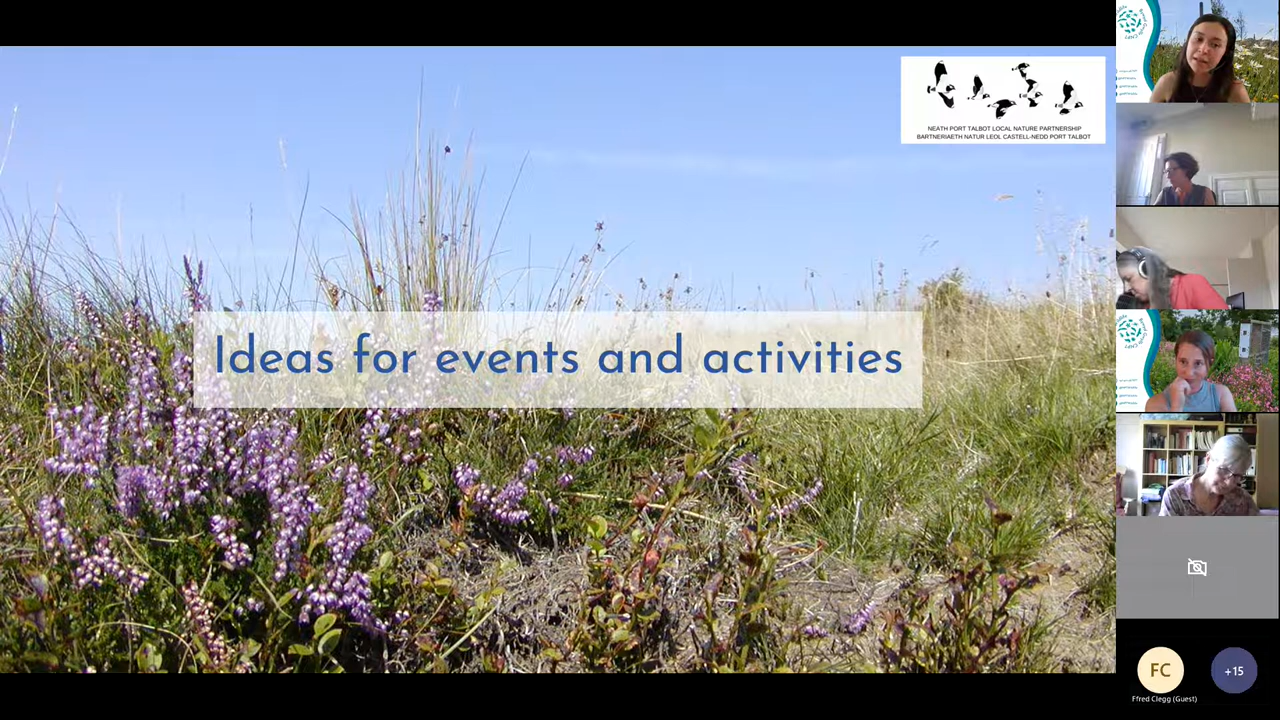 NEATH PORT TALBOT LOCAL NATURE PARTNERSHIP
BARTNERIAETH NATUR LEOL CASTELL-NEDD PORT TALBOT
Ideas for events and activities
FC
+15
Ffred Clegg (Guest)